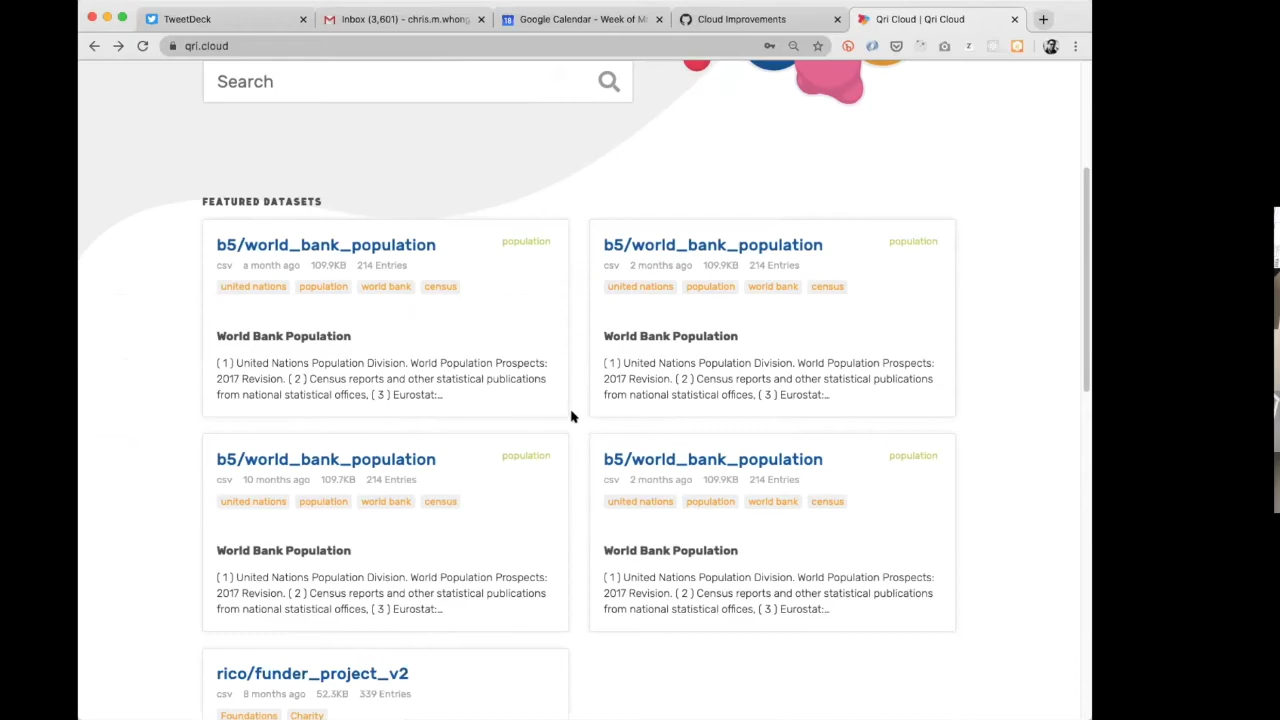 TweetDeck
Inbox (3,601) - chris.m.whong
Google Calendar - Week of M
Cloud Improvements
Qri Cloud | Qri Cloud
qri.cloud
Search
FEATURED DATASETS
b5/world_bank_population
population
csv a month ago 109.9KB 214 Entries
united nations population world bank census
World Bank Population
( 1 ) United Nations Population Division. World Population Prospects:
2017 Revision. ( 2 ) Census reports and other statistical publications
from national statistical offices, ( 3 ) Eurostat:...
b5/world_bank_population
population
csv 2 months ago 109.9KB 214 Entries
united nations population world bank census
World Bank Population
( 1 ) United Nations Population Division. World Population Prospects:
2017 Revision. ( 2 ) Census reports and other statistical publications
from national statistical offices, ( 3 ) Eurostat:...
b5/world_bank_population
population
csv 10 months ago 109.7KB 214 Entries
united nations population world bank census
World Bank Population
( 1 ) United Nations Population Division. World Population Prospects:
2017 Revision. ( 2 ) Census reports and other statistical publications
from national statistical offices, ( 3 ) Eurostat:...
b5/world_bank_population
population
csv 2 months ago 109.9KB 214 Entries
united nations population world bank census
World Bank Population
( 1 ) United Nations Population Division. World Population Prospects:
2017 Revision. ( 2 ) Census reports and other statistical publications
from national statistical offices, ( 3 ) Eurostat:...
rico/funder_project_v2
csv 8 months ago 52.3KB 339 Entries
Foundations Charity